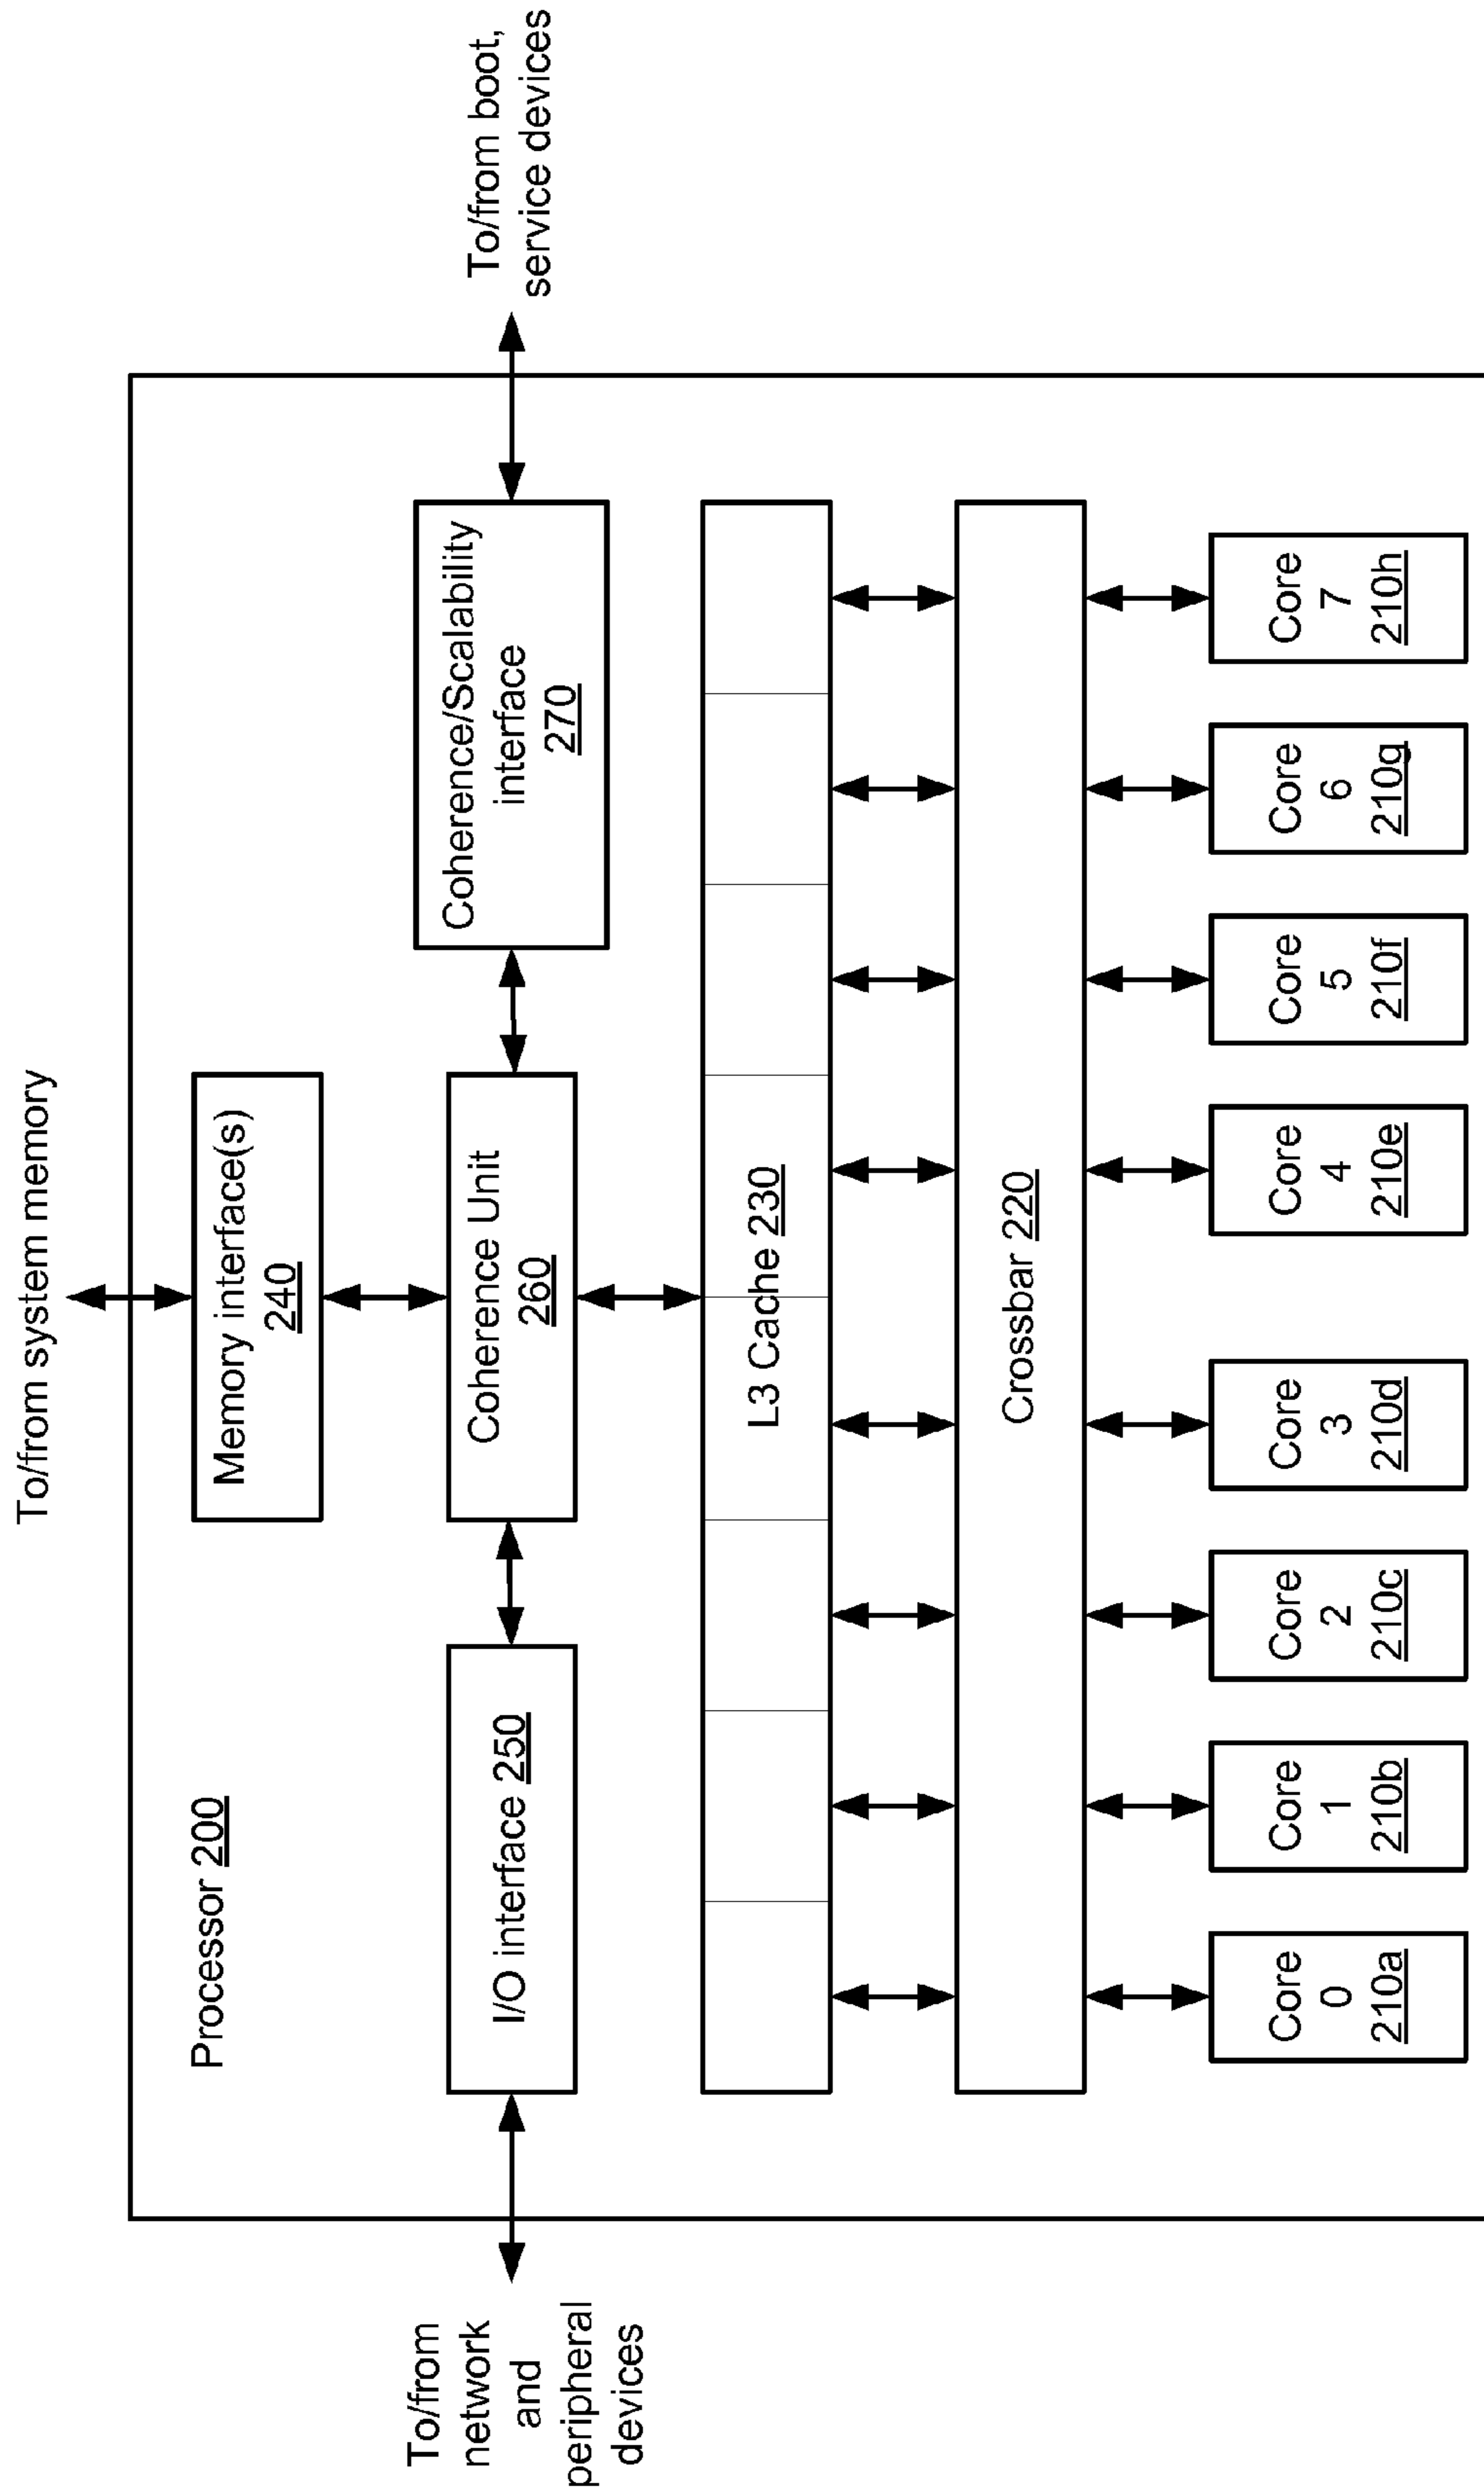 To/from system memory
Processor 200
Memory interface(s)
240
To/from
network
and
peripheral
devices
I/O interface 250
Coherence Unit
260
Coherence/Scalability
interface
270
To/from boot,
service devices
L3 Cache 230
Crossbar 220
Core
0
210a
Core
1
210b
Core
2
210c
Core
3
210d
Core
4
210e
Core
5
210f
Core
6
210g
Core
7
210h